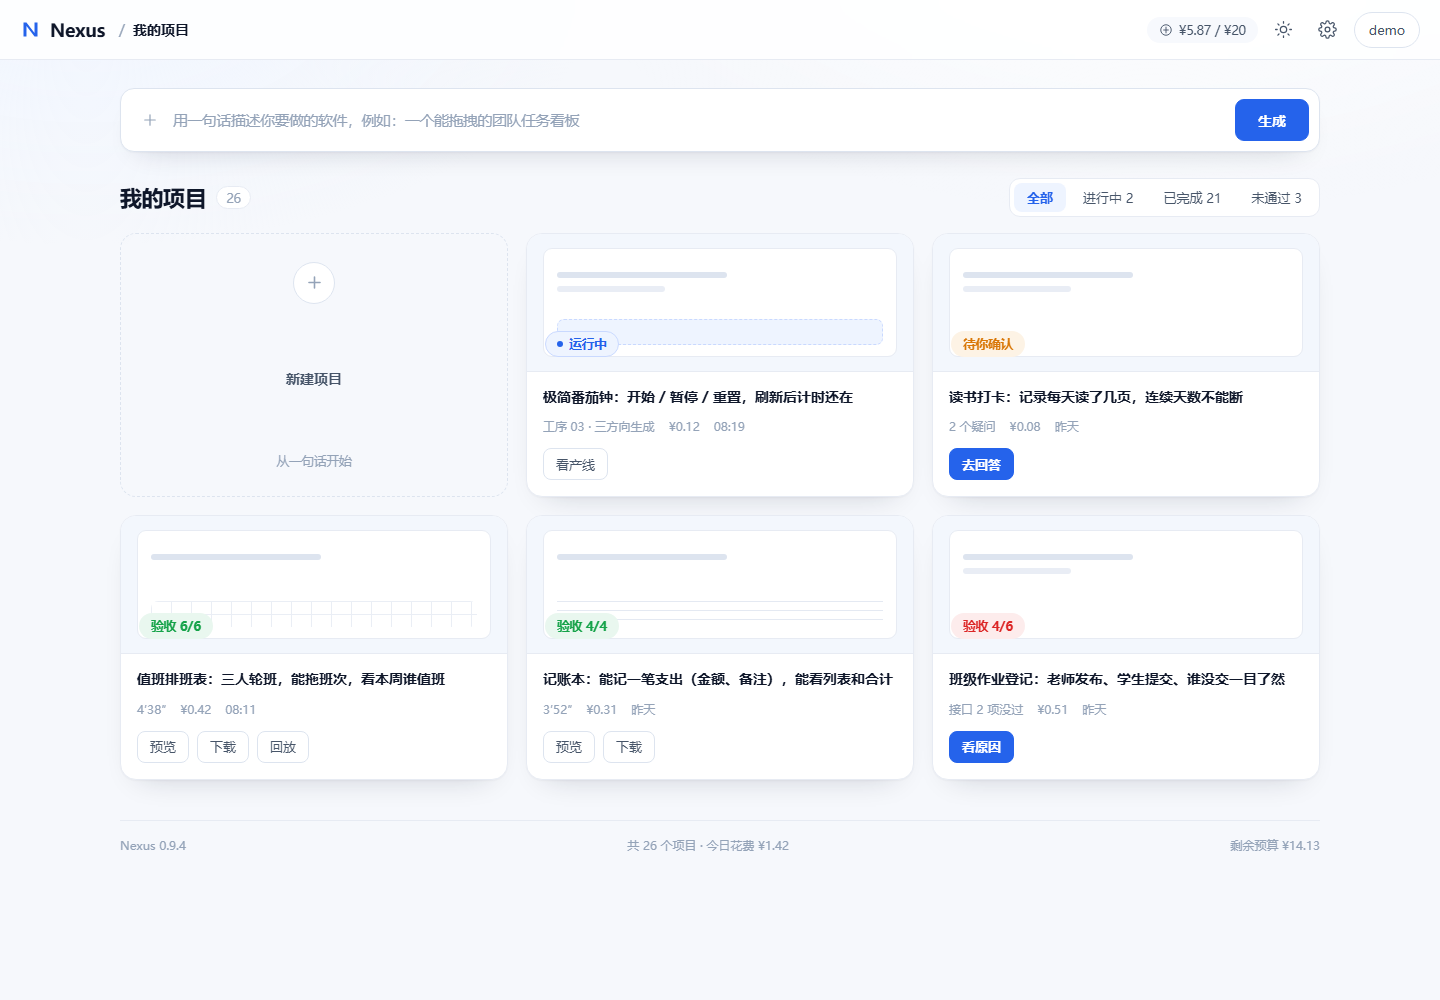 Nexus / 我的项目
¥5.87 / ¥20
demo
用一句话描述你要做的软件，例如：一个能拖拽的团队任务看板
生成
我的项目 26
全部 进行中 2 已完成 21 未通过 3
新建项目
从一句话开始
运行中
极简番茄钟：开始 / 暂停 / 重置，刷新后计时还在
工序 03 · 三方向生成 ¥0.12 08:19
看产线
待你确认
读书打卡：记录每天读了几页，连续天数不能断
2 个疑问 ¥0.08 昨天
去回答
验收 6/6
值班排班表：三人轮班，能拖班次，看本周谁值班
4'38" ¥0.42 08:11
预览 下载 回放
验收 4/4
记账本：能记一笔支出（金额、备注），能看列表和合计
3'52" ¥0.31 昨天
预览 下载
验收 4/6
班级作业登记：老师发布、学生提交、谁没交一目了然
接口 2 项没过 ¥0.51 昨天
看原因
Nexus 0.9.4
共 26 个项目 · 今日花费 ¥1.42
剩余预算 ¥14.13